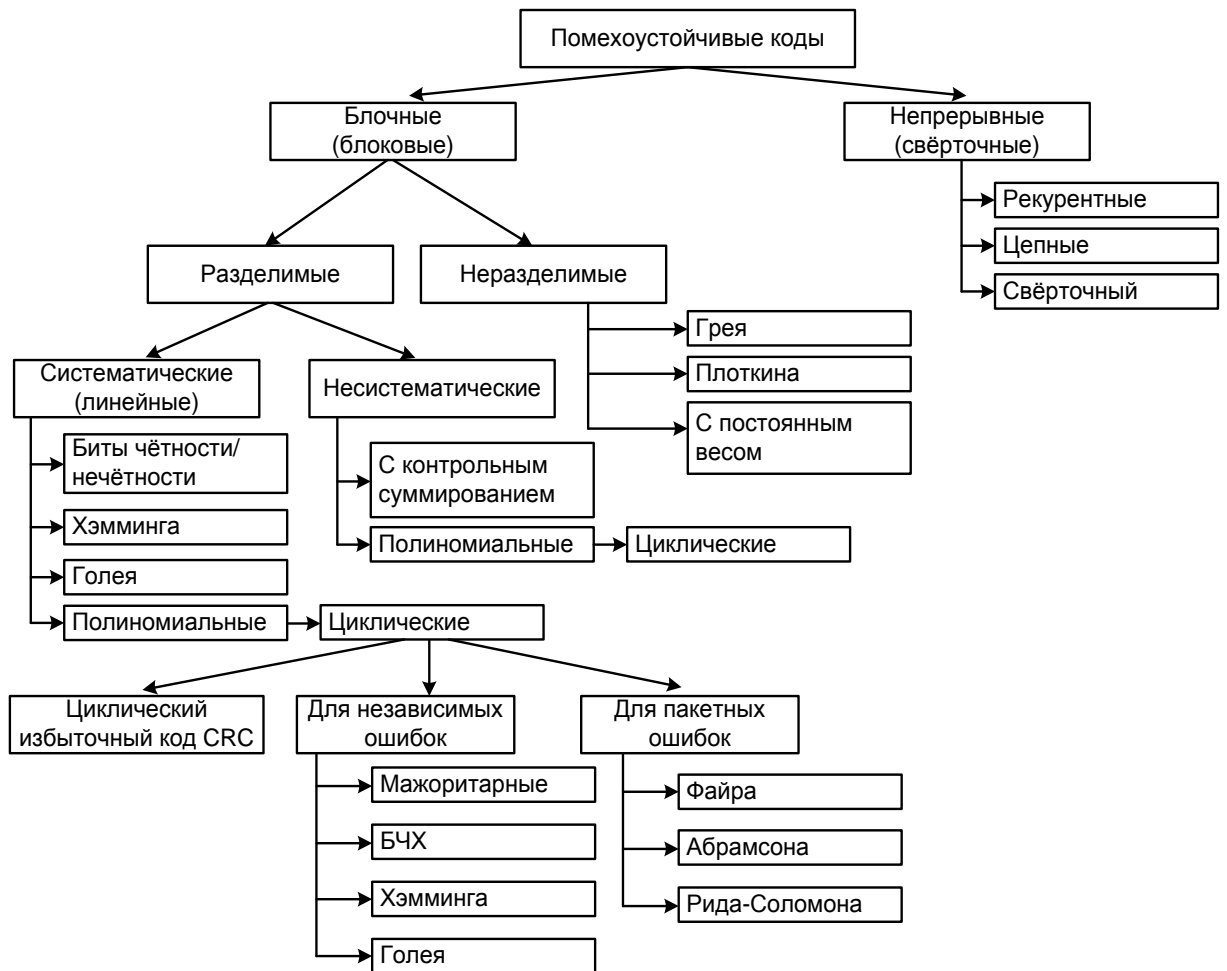 Помехоустойчивые коды
Блочные
(блоковые)
Непрерывные
(свёрточные)
Рекурентные
Цепные
Свёрточный
Разделимые
Неразделимые
Грея
Плоткина
С постоянным
весом
Систематические
(линейные)
Несистематические
Биты чётности/
нечётности
Хэмминга
Голея
Полиномиальные
С контрольным
суммированием
Полиномиальные
Циклические
Циклические
Циклический
избыточный код CRC
Для независимых
ошибок
Для пакетных
ошибок
Мажоритарные
БЧХ
Хэмминга
Голея
Файра
Абрамсона
Рида-Соломона